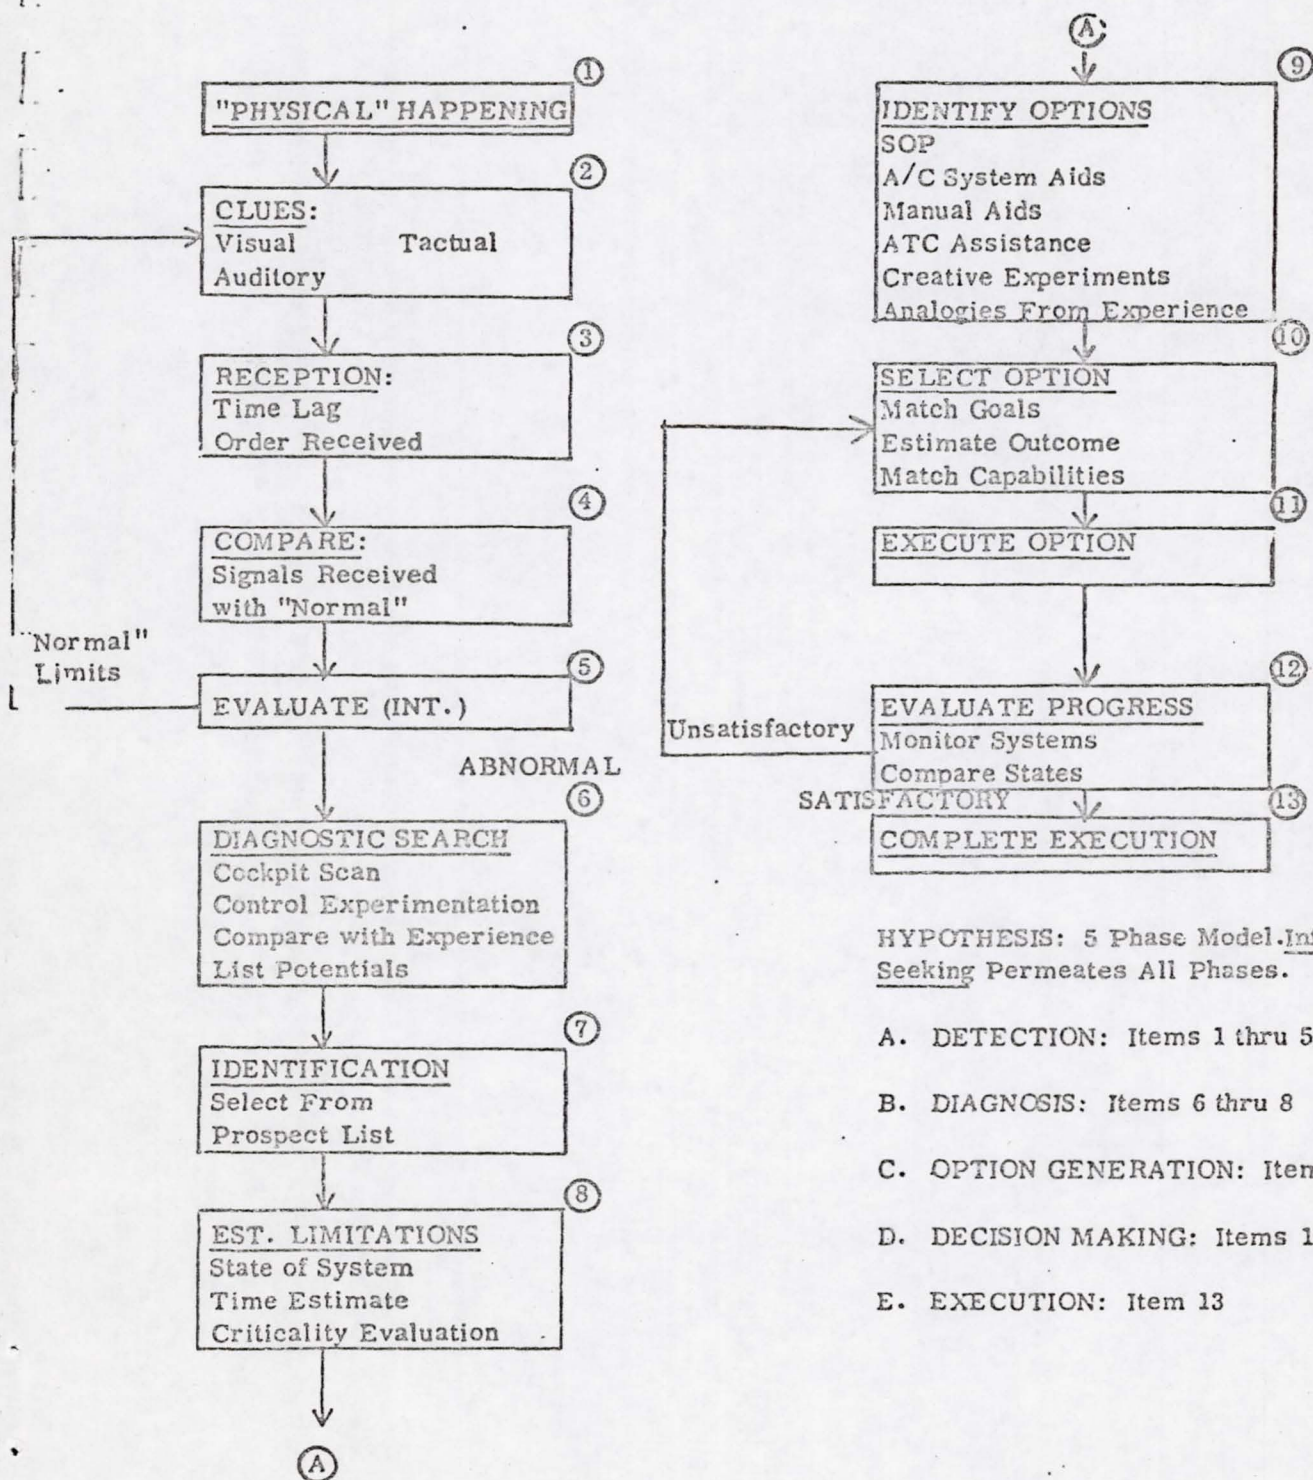 ①
"PHYSICAL" HAPPENING
②
CLUES:
Visual Tactual
Auditory
③
RECEPTION:
Time Lag
Order Received
④
COMPARE:
Signals Received
with "Normal"
"Normal"
Limits
⑤
EVALUATE (INT.)
ABNORMAL
⑥
DIAGNOSTIC SEARCH
Cockpit Scan
Control Experimentation
Compare with Experience
List Potentials
⑦
IDENTIFICATION
Select From
Prospect List
⑧
EST. LIMITATIONS
State of System
Time Estimate
Criticality Evaluation
Ⓐ
Ⓐ
⑨
IDENTIFY OPTIONS
SOP
A/C System Aids
Manual Aids
ATC Assistance
Creative Experiments
Analogies From Experience
⑩
SELECT OPTION
Match Goals
Estimate Outcome
Match Capabilities
⑪
EXECUTE OPTION
⑫
EVALUATE PROGRESS
Monitor Systems
Compare States
Unsatisfactory
SATISFACTORY
⑬
COMPLETE EXECUTION
HYPOTHESIS: 5 Phase Model.
Seeking Permeates All Phases.
A. DETECTION: Items 1 thru 5
B. DIAGNOSIS: Items 6 thru 8
C. OPTION GENERATION:
D. DECISION MAKING: Items
E. EXECUTION: Item 13